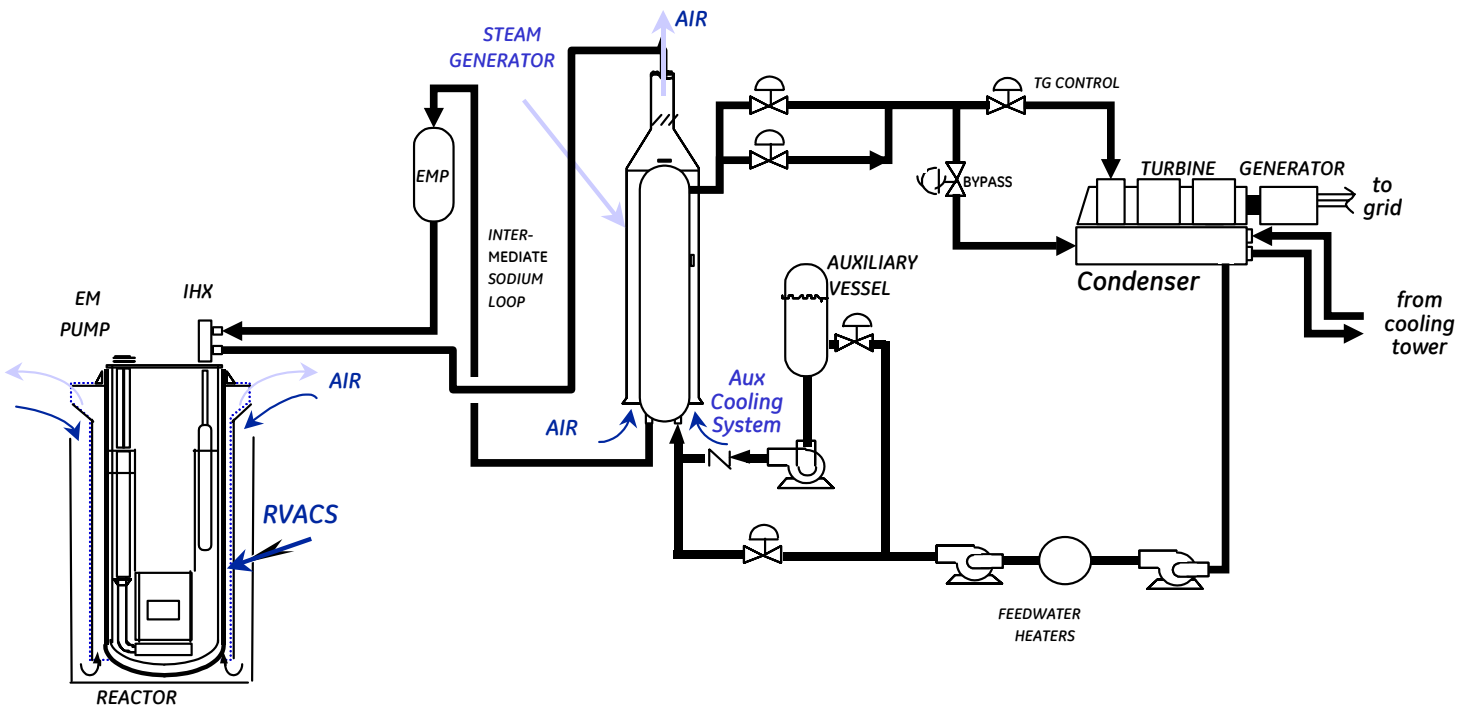 AIR
STEAM
GENERATOR
TG CONTROL
EMP
BYPASS
TURBINE
GENERATOR
to
grid
INTER-
MEDIATE
SODIUM
LOOP
AUXILIARY
VESSEL
Condenser
EM
PUMP
IHX
from
cooling
tower
AIR
Aux
Cooling
System
AIR
RVACS
FEEDWATER
HEATERS
REACTOR